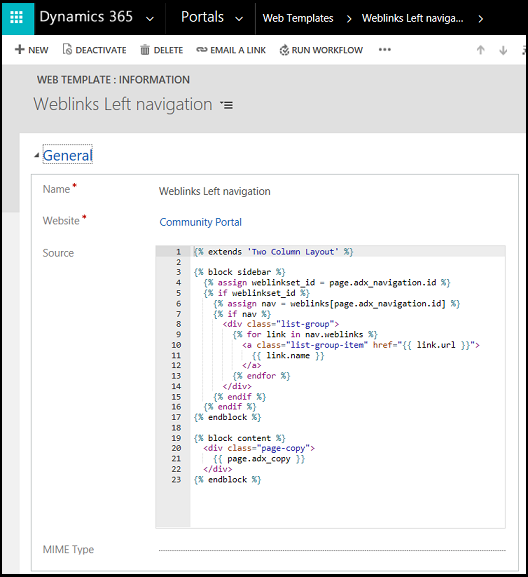 Dynamics 365 Portals Web Templates Weblinks Left naviga...
NEW DEACTIVATE DELETE EMAIL A LINK RUN WORKFLOW •••
WEB TEMPLATE : INFORMATION
Weblinks Left navigation
General
Name * Weblinks Left navigation
Website * Community Portal
Source
1 {% extends 'Two Column Layout' %}
2
3 {% block sidebar %}
4 {% assign weblinkset_id = page.adx_navigation.id %}
5 {% if weblinkset_id %}
6 {% assign nav = weblinks[page.adx_navigation.id] %}
7 {% if nav %}
8 <div class="list-group">
9 {% for link in nav.weblinks %}
10 <a class="list-group-item" href="{{ link.url }}">
11 {{ link.name }}
12 </a>
13 {% endfor %}
14 </div>
15 {% endif %}
16 {% endif %}
17 {% endblock %}
18
19 {% block content %}
20 <div class="page-copy">
21 {{ page.adx_copy }}
22 </div>
23 {% endblock %}
MIME Type